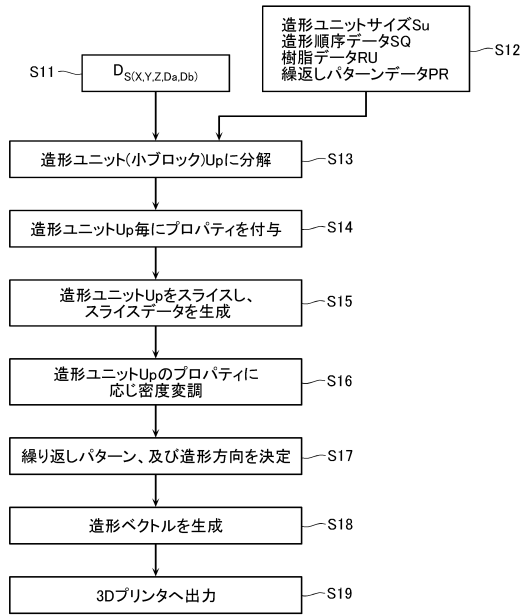 S11
D_S(X,Y,Z,Da,Db)
造形ユニットサイズSu
造形順序データSQ
樹脂データRU
繰返しパターンデータPR
S12
造形ユニット(小ブロック)Upに分解
S13
造形ユニットUp毎にプロパティを付与
S14
造形ユニットUpをスライスし、
スライスデータを生成
S15
造形ユニットUpのプロパティに
応じ密度変調
S16
繰り返しパターン、及び造形方向を決定
S17
造形ベクトルを生成
S18
3Dプリンタへ出力
S19